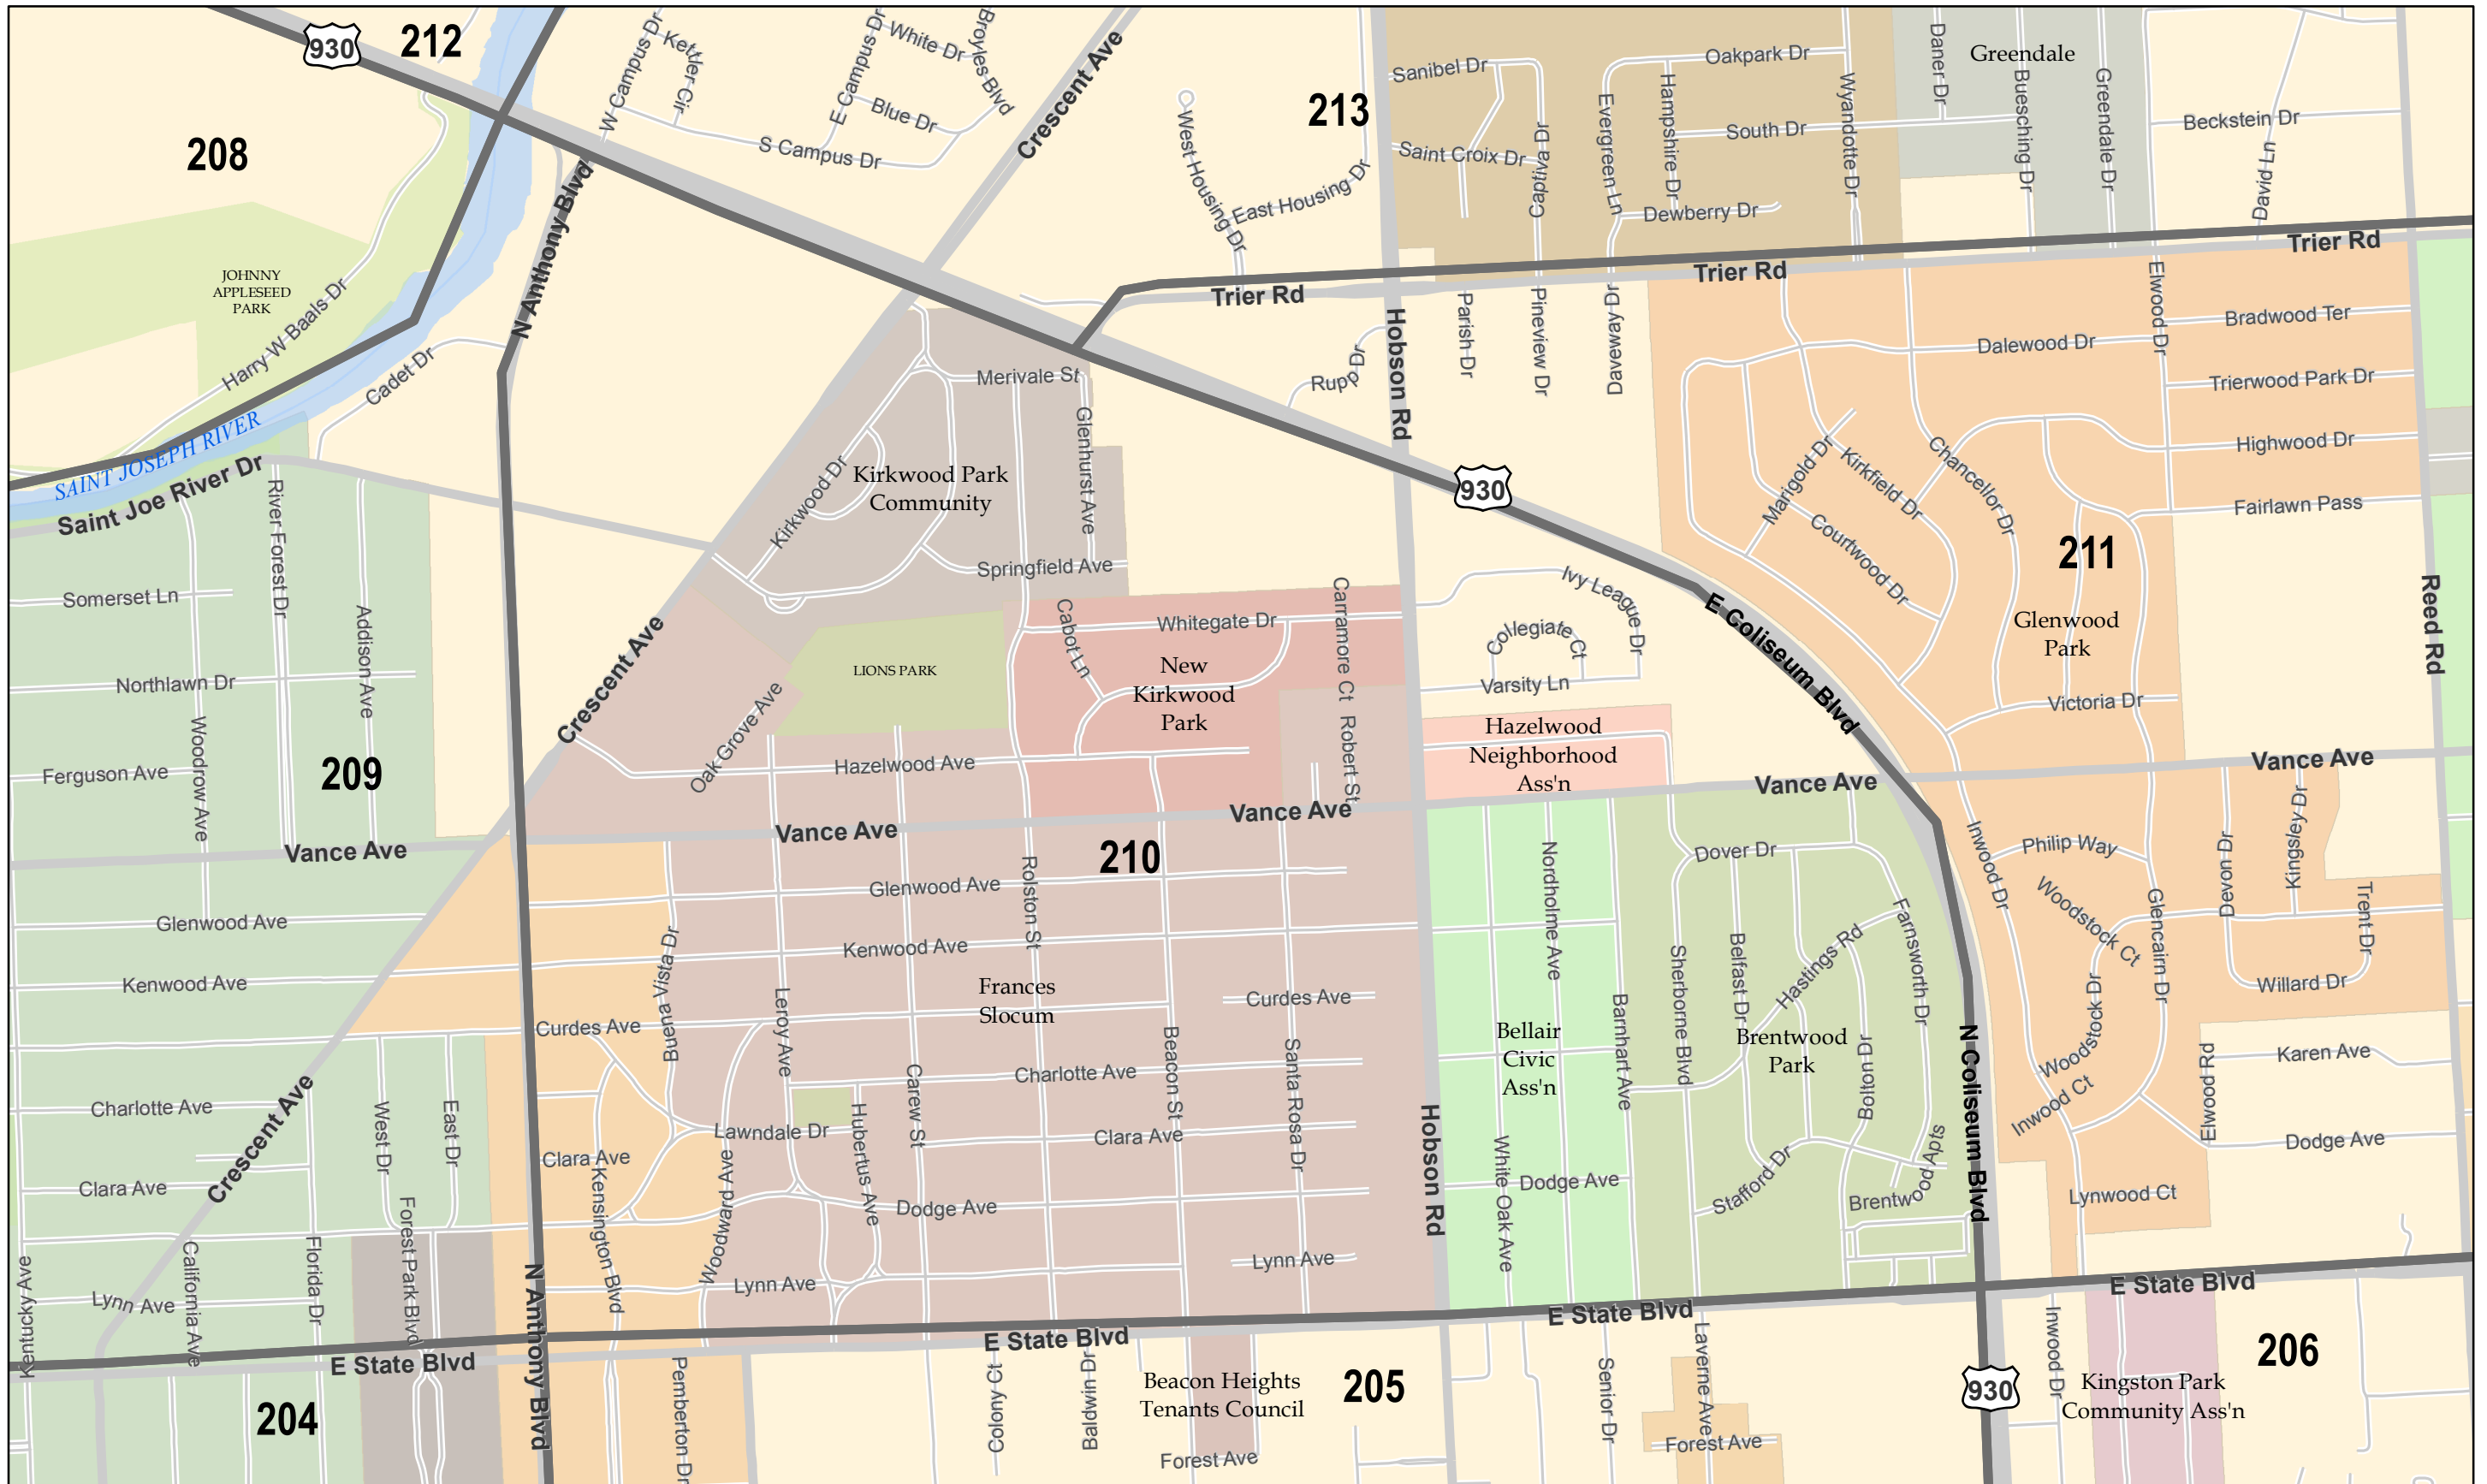 930
212
W Campus Dr
Kettler Cir
E Campus Dr
White Dr
Broyles Blvd
Blue Dr
S Campus Dr
Crescent Ave
213
West Housing Dr
East Housing Dr
Sanibel Dr
Saint Croix Dr
Captiva Dr
Evergreen Ln
Hampshire Dr
Oakpark Dr
South Dr
Dewberry Dr
Wyandotte Dr
Daner Dr
Greendale
Buesching Dr
Greendale Dr
Beckstein Dr
David Ln
208
JOHNNY
APPLESEED
PARK
Harry W Baals Dr
N Anthony Blvd
Cadet Dr
SAINT JOSEPH RIVER
Saint Joe River Dr
Trier Rd
Trier Rd
Trier Rd
Hobson Rd
Rupp Dr
Parish Dr
Pineview Dr
Daveway Dr
Elwood Dr
Bradwood Ter
Dalewood Dr
Trierwood Park Dr
Highwood Dr
Fairlawn Pass
Marigold Dr
Kirkfield Dr
Chancellor Dr
Courtwood Dr
211
Glenwood
Park
Victoria Dr
Reed Rd
Merivale St
Glenhurst Ave
Kirkwood Dr
Kirkwood Park
Community
Springfield Ave
930
River Forest Dr
Somerset Ln
Addison Ave
Northlawn Dr
Woodrow Ave
Ferguson Ave
209
Vance Ave
Crescent Ave
Oak Grove Ave
LIONS PARK
Cabot Ln
Whitegate Dr
Carramore Ct
New
Kirkwood
Park
Robert St
Hazelwood Ave
Vance Ave
Vance Ave
Ivy League Dr
Collegiate Ct
Varsity Ln
Hazelwood
Neighborhood
Ass'n
E Coliseum Blvd
Vance Ave
Vance Ave
210
Glenwood Ave
Kenwood Ave
Glenwood Ave
Kenwood Ave
Rolston St
Buena Vista Dr
Frances
Slocum
Curdes Ave
Curdes Ave
Leroy Ave
Carew St
Charlotte Ave
Beacon St
Santa Rosa Dr
Charlotte Ave
Clara Ave
Crescent Ave
West Dr
East Dr
Clara Ave
Kensington Blvd
Lawndale Dr
Woodward Ave
Hubertus Ave
Clara Ave
Dodge Ave
Lynn Ave
Lynn Ave
Hobson Rd
Nordholme Ave
Bellair
Civic
Ass'n
Barnhart Ave
White Oak Ave
Dodge Ave
Dover Dr
Sherborne Blvd
Belfast Dr
Hastings Rd
Farnsworth Dr
Brentwood
Park
Bolton Dr
Stafford Dr
Brentwood Apts
N Coliseum Blvd
Inwood Dr
Philip Way
Woodstock Ct
Woodstock Dr
Glencairn Dr
Devon Dr
Kingsley Dr
Trent Dr
Willard Dr
Inwood Ct
Elwood Rd
Karen Ave
Dodge Ave
Lynwood Ct
Kentucky Ave
Lynn Ave
California Ave
Florida Dr
Forest Park Blvd
N Anthony Blvd
E State Blvd
E State Blvd
E State Blvd
E State Blvd
204
Pemberton Dr
Colony Ct
Baldwin Dr
Beacon Heights
Tenants Council
Forest Ave
205
Senior Dr
Laverne Ave
Forest Ave
930
Inwood Dr
Kingston Park
Community Ass'n
206